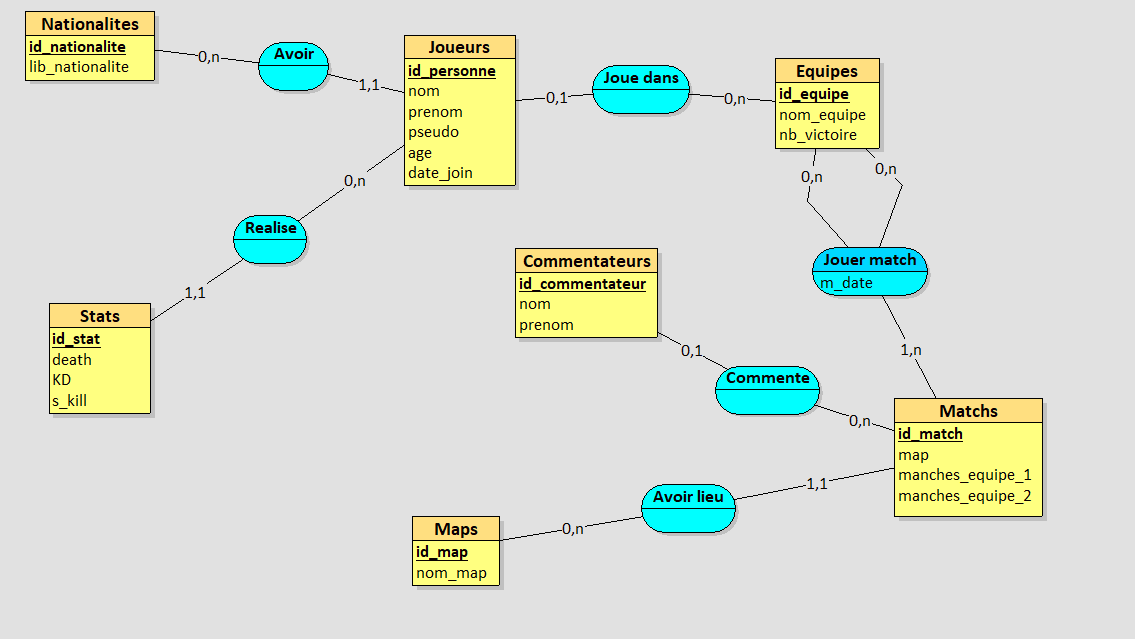 Nationalites
id_nationalite
lib_nationalite
0,n
Avoir
1,1
Joueurs
id_personne
nom
prenom
pseudo
age
date_join
0,1
Joue dans
0,n
Equipes
id_equipe
nom_equipe
nb_victoire
0,n
0,n
0,n
Realise
1,1
Stats
id_stat
death
KD
s_kill
Jouer match
m_date
1,n
Commentateurs
id_commentateur
nom
prenom
0,1
Commente
0,n
Matchs
id_match
map
manches_equipe_1
manches_equipe_2
1,1
Avoir lieu
0,n
Maps
id_map
nom_map